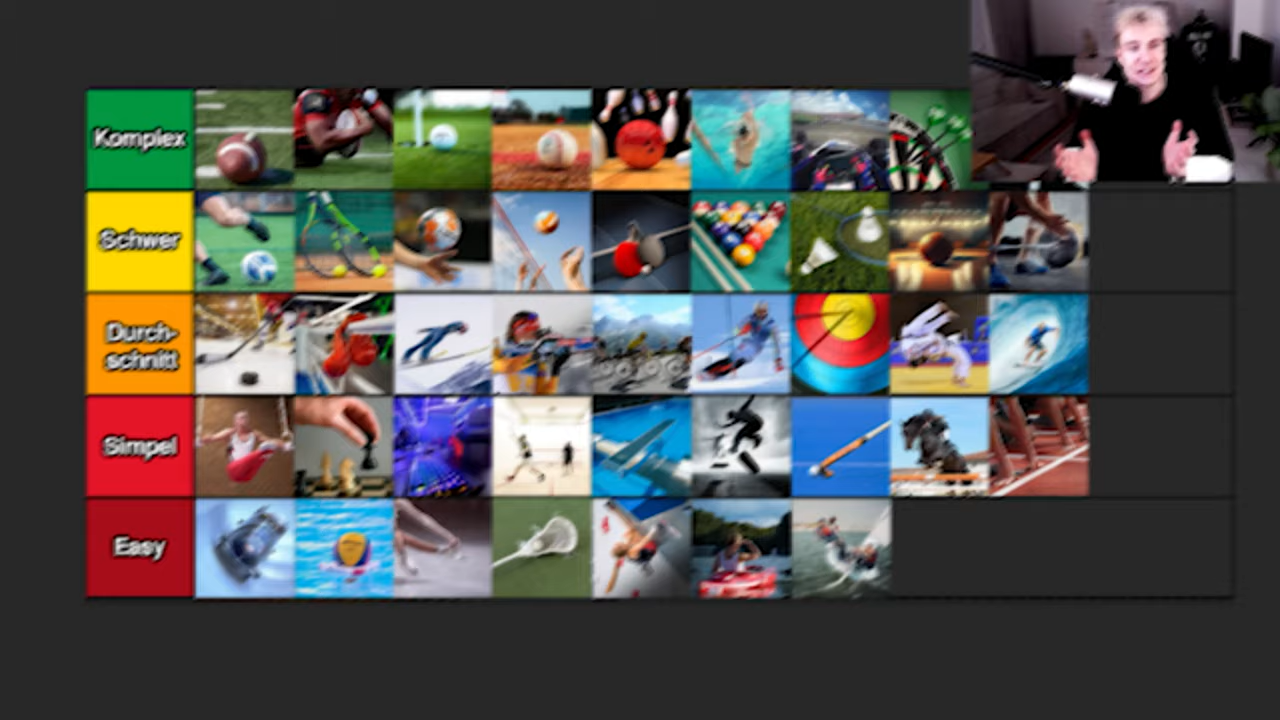 Komplex
Schwer
Durch-
schnitt
Simpel
Easy